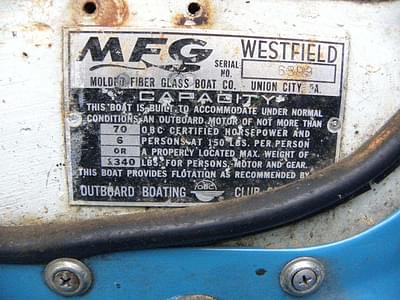 MFG
WESTFIELD
SERIAL NO. 6399
MOLDED FIBER GLASS BOAT CO.
UNION CITY, PA.
CAPACITY
THIS BOAT IS BUILT TO ACCOMMODATE UNDER NORMAL
CONDITIONS AN OUTBOARD MOTOR OF NOT MORE THAN
70 OBC CERTIFIED HORSEPOWER AND
6 PERSONS AT 150 LBS. PER PERSON
OR A PROPERLY LOCATED MAX. WEIGHT OF
1340 LBS. FOR PERSONS, MOTOR AND GEAR.
THIS BOAT PROVIDES FLOTATION AS RECOMMENDED BY
OUTBOARD BOATING OBC CLUB